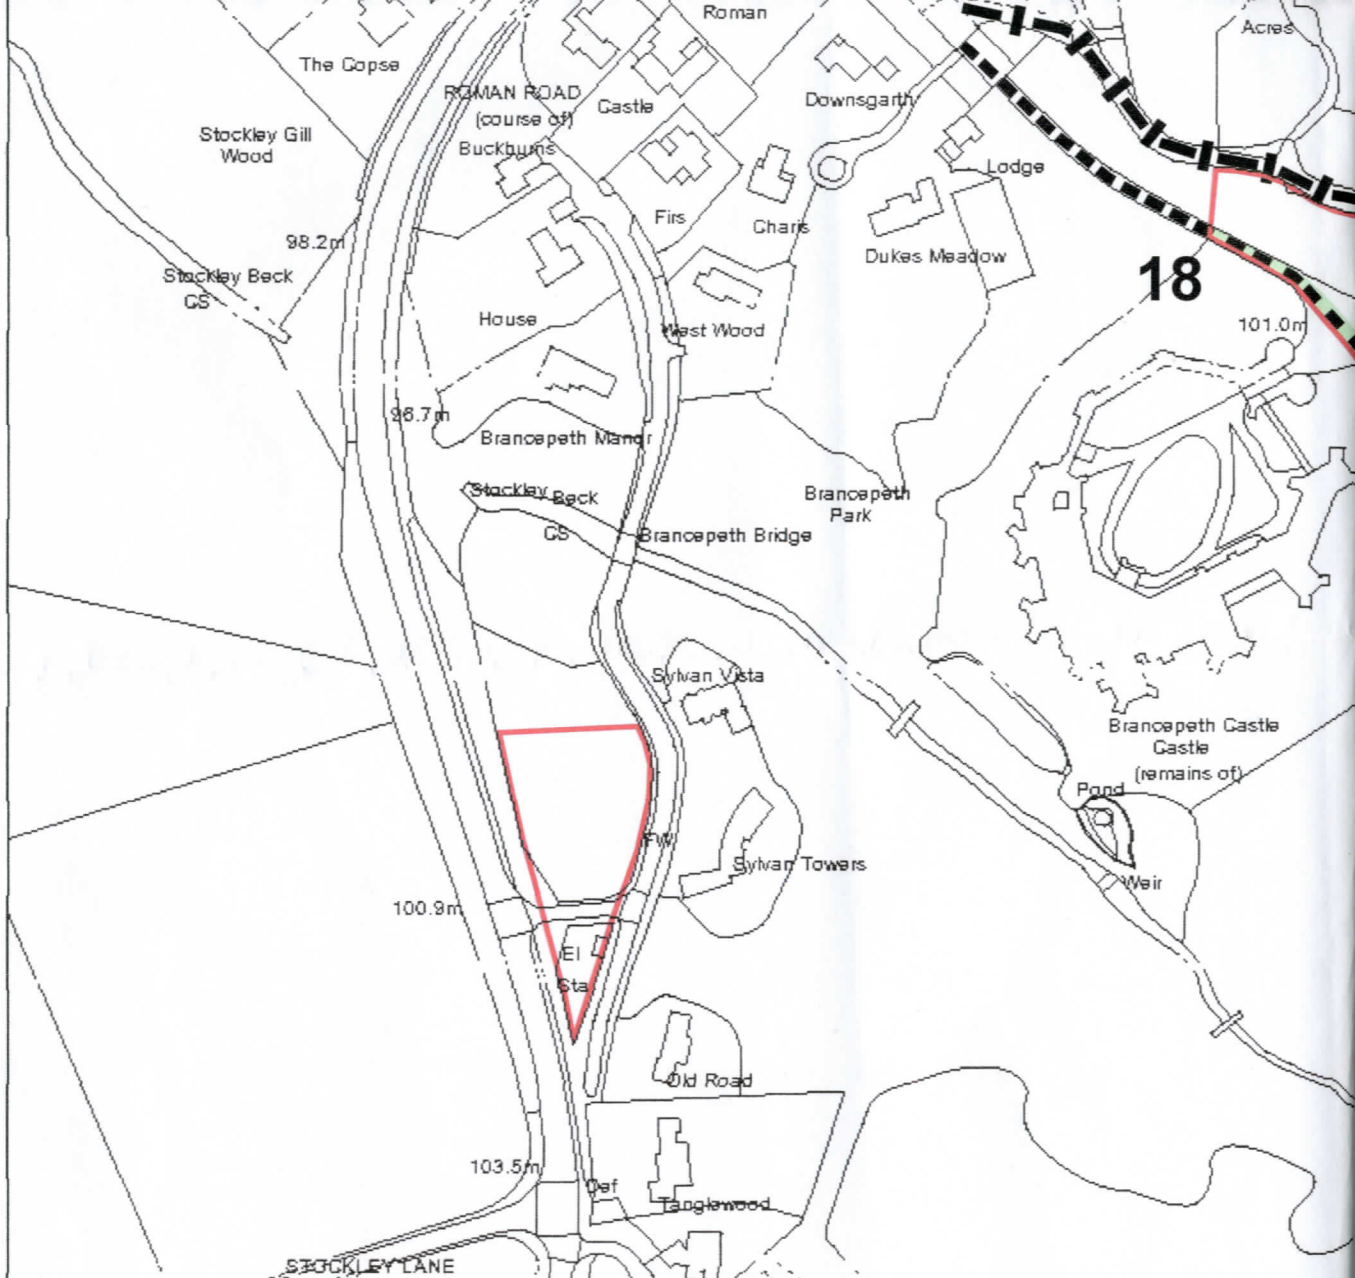 Roman
Acres
The Copse
ROMAN ROAD
(course of)
Castle
Downsgarth
Stockley Gill
Wood
Buckburns
Lodge
Firs
Charis
98.2m
Dukes Meadow
Stockley Beck
CS
18
House
West Wood
101.0m
96.7m
Brancepeth Manor
Stockley Beck
CS
Brancepeth
Park
Brancepeth Bridge
Sylvan Vista
Brancepeth Castle
Castle
(remains of)
Pond
FW
Sylvan Towers
Weir
100.9m
El
Sta
Old Road
103.5m
Def
Tanglewood
STOCKLEY LANE